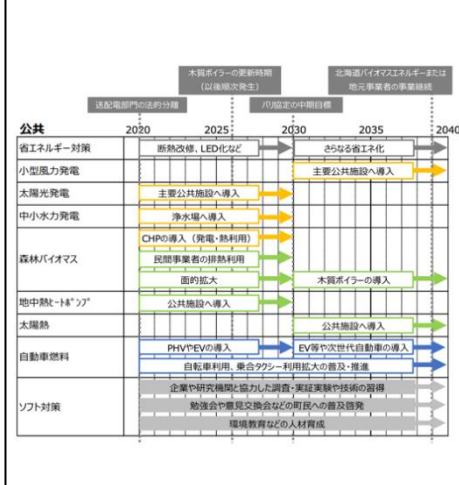 木質ボイラーの更新時期
(以後順次発生)
北海道バイオマスエネルギーまたは
地元事業者の事業継続
送配電部門の法的分離
パリ協定の中期目標
公共 2020 2025 2030 2035 2040
省エネルギー対策 断熱改修、LED化など さらなる省エネ化
小型風力発電 主要公共施設へ導入
太陽光発電 主要公共施設へ導入
中小水力発電 浄水場へ導入
森林バイオマス CHPの導入(発電・熱利用)
民間事業者の排熱利用
面的拡大 木質ボイラーの導入
地中熱ヒートポンプ 公共施設へ導入
太陽熱 公共施設へ導入
自動車燃料 PHVやEVの導入 EV等や次世代自動車の導入
自転車利用、乗合タクシー利用拡大の普及・推進
ソフト対策 企業や研究機関と協力した調査・実証実験や技術の習得
勉強会や意見交換会などの町民への普及啓発
環境教育などの人材育成